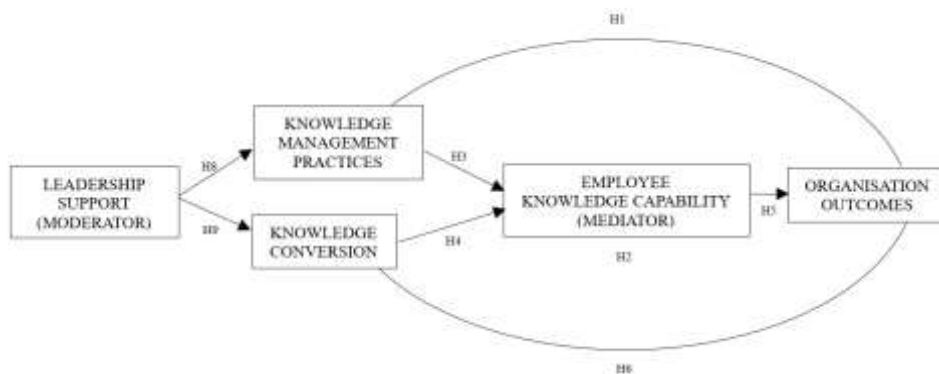 H1
KNOWLEDGE
MANAGEMENT
PRACTICES
H8
H3
LEADERSHIP
SUPPORT
(MODERATOR)
EMPLOYEE
KNOWLEDGE CAPABILITY
(MEDIATOR)
ORGANISATION
OUTCOMES
H5
H9
KNOWLEDGE
CONVERSION
H4
H2
H6